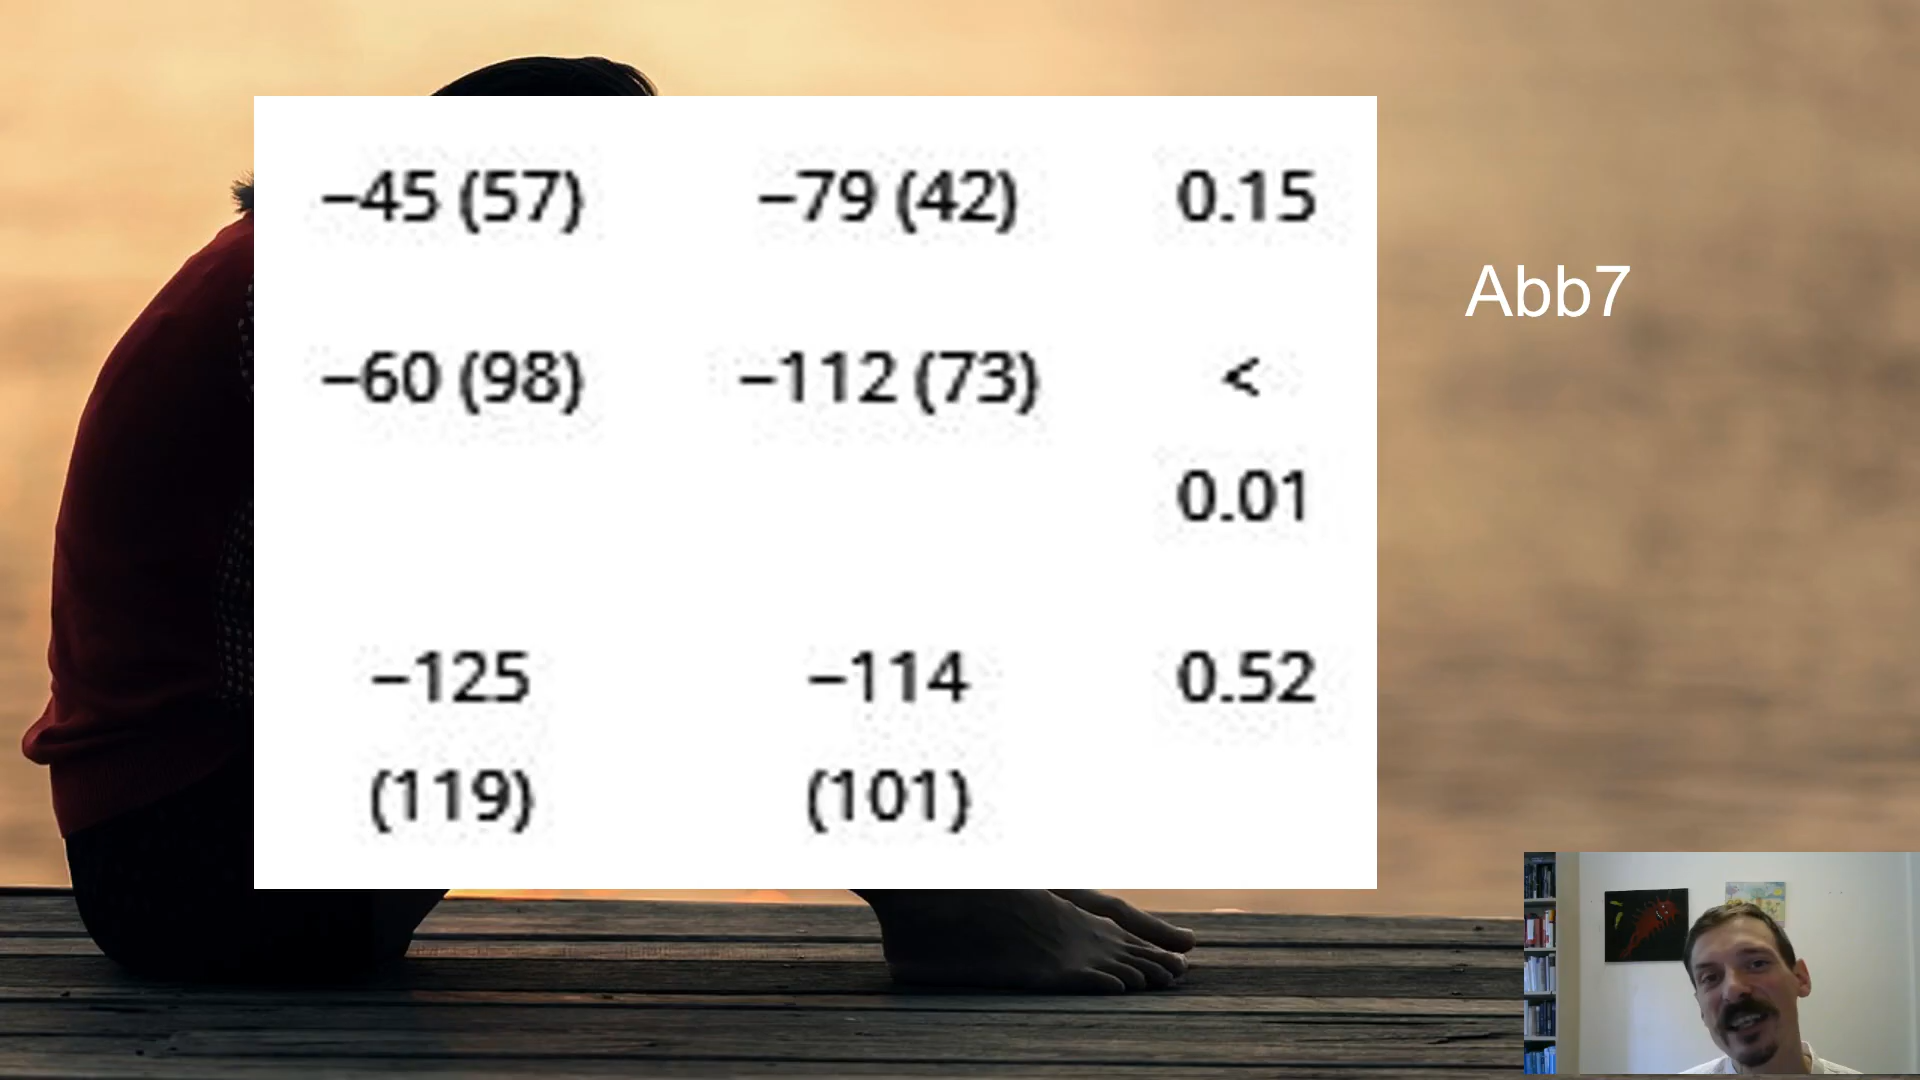 −45 (57) −79 (42) 0.15
Abb7
−60 (98) −112 (73) <
0.01
−125 −114 0.52
(119) (101)